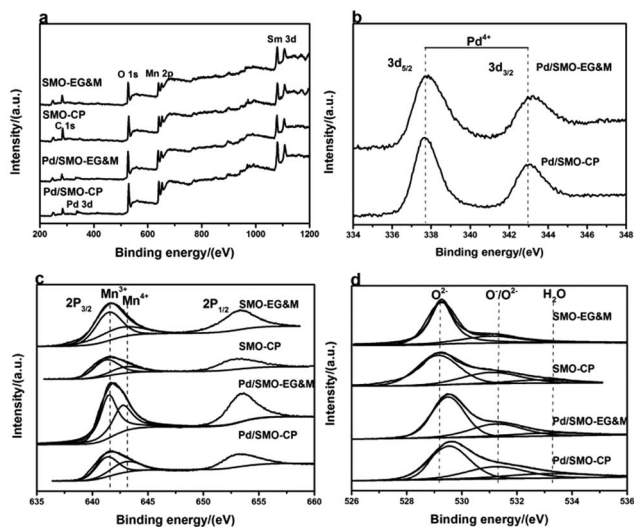 a
Sm 3d
O 1s Mn 2p
SMO-EG&M
SMO-CP
C 1s
Pd/SMO-EG&M
Pd/SMO-CP
Pd 3d
Intensity/(a.u.)
200 400 600 800 1000 1200
Binding energy/(eV)
b
Pd4+
3d5/2 3d3/2 Pd/SMO-EG&M
Pd/SMO-CP
Intensity/(a.u.)
334 336 338 340 342 344 346 348
Binding energy/(eV)
c
Mn3+
2P3/2 Mn4+ 2P1/2 SMO-EG&M
SMO-CP
Pd/SMO-EG&M
Pd/SMO-CP
Intensity/(a.u.)
635 640 645 650 655 660
Binding energy/(eV)
d
O2- O-/O2- H2O
SMO-EG&M
SMO-CP
Pd/SMO-EG&M
Pd/SMO-CP
Intensity/(a.u.)
526 528 530 532 534 536
Binding energy/(eV)